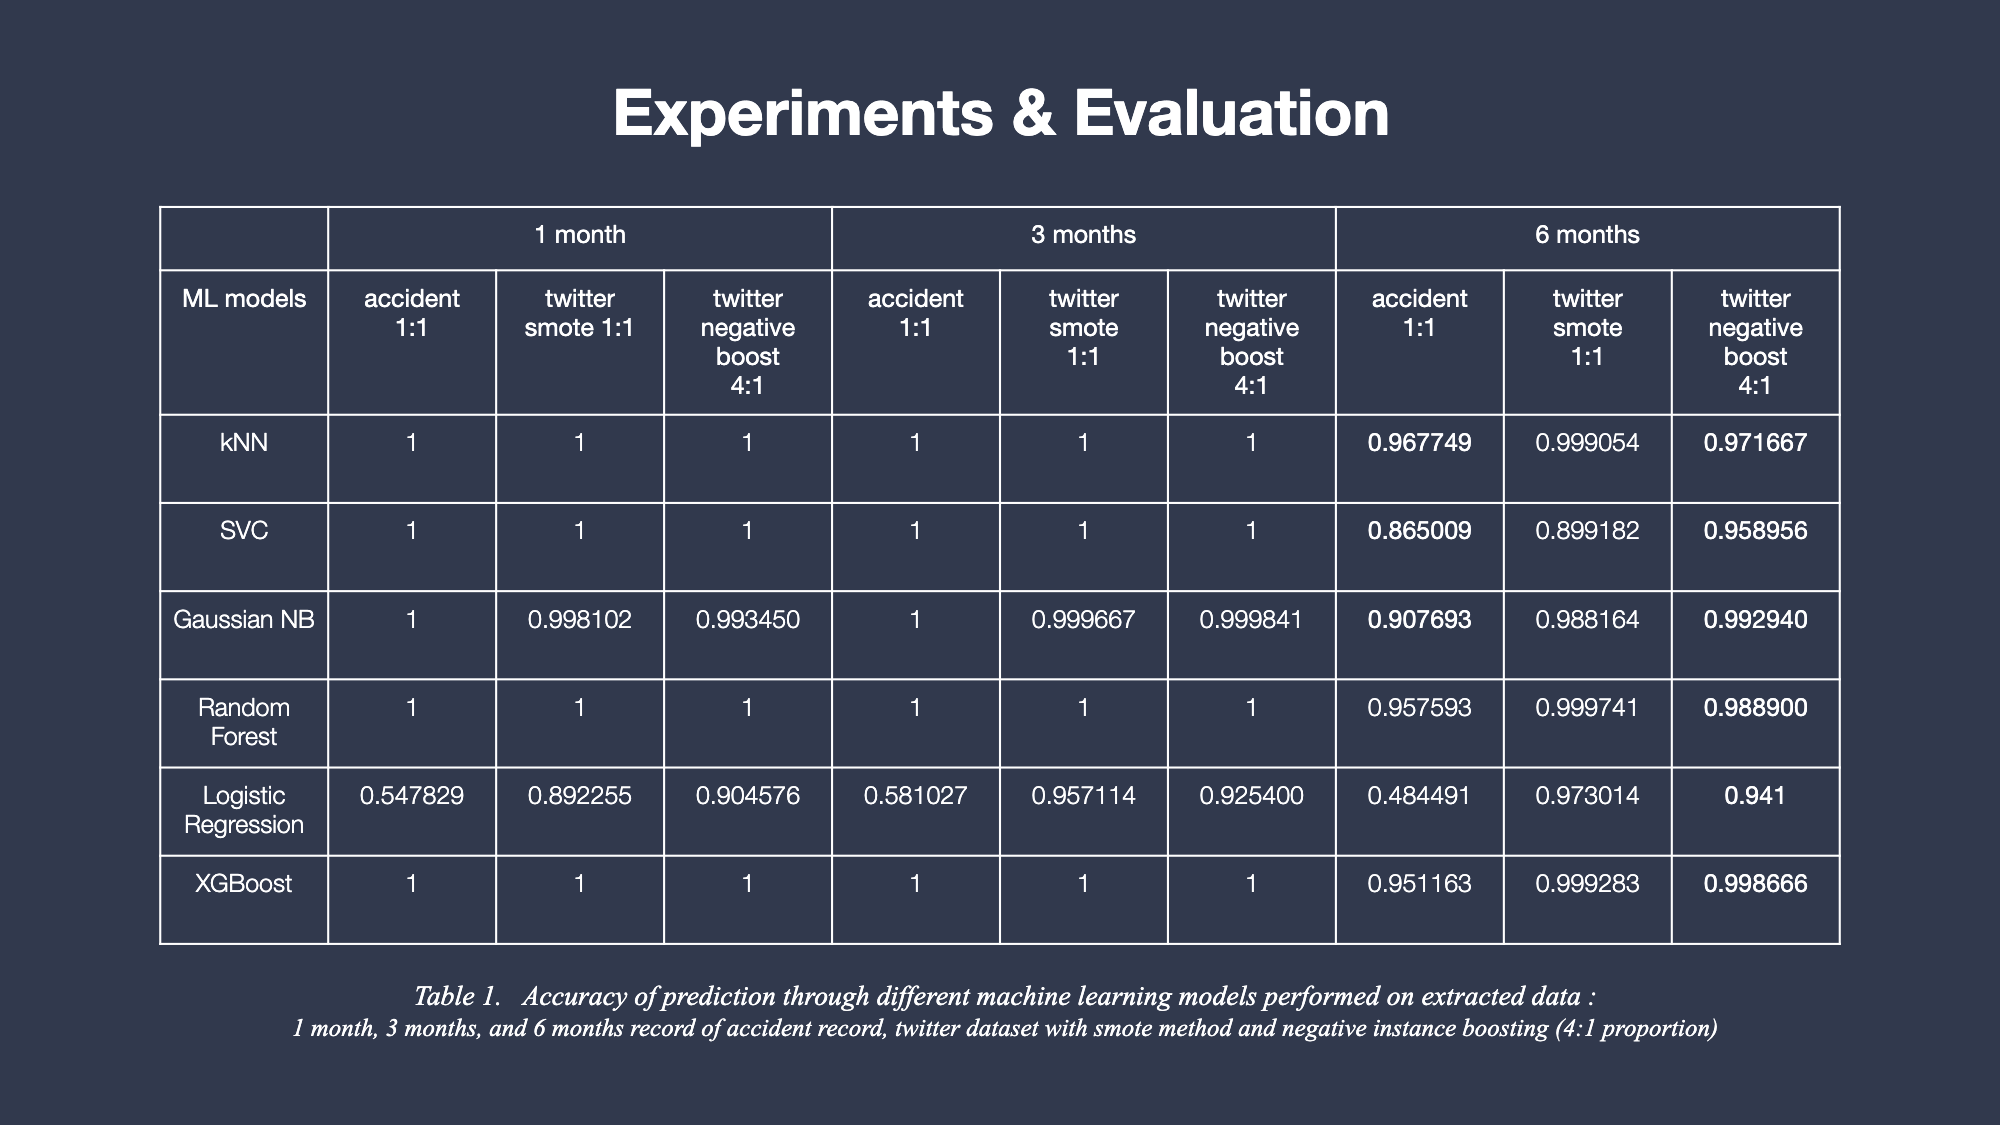 Experiments & Evaluation
1 month 3 months 6 months
ML models accident 1:1 twitter smote 1:1 twitter negative boost 4:1 accident 1:1 twitter smote 1:1 twitter negative boost 4:1 accident 1:1 twitter smote 1:1 twitter negative boost 4:1
kNN 1 1 1 1 1 1 0.967749 0.999054 0.971667
SVC 1 1 1 1 1 1 0.865009 0.899182 0.958956
Gaussian NB 1 0.998102 0.993450 1 0.999667 0.999841 0.907693 0.988164 0.992940
Random Forest 1 1 1 1 1 1 0.957593 0.999741 0.988900
Logistic Regression 0.547829 0.892255 0.904576 0.581027 0.957114 0.925400 0.484491 0.973014 0.941
XGBoost 1 1 1 1 1 1 0.951163 0.999283 0.998666
Table 1. Accuracy of prediction through different machine learning models performed on extracted data :
1 month, 3 months, and 6 months record of accident record, twitter dataset with smote method and negative instance boosting (4:1 proportion)